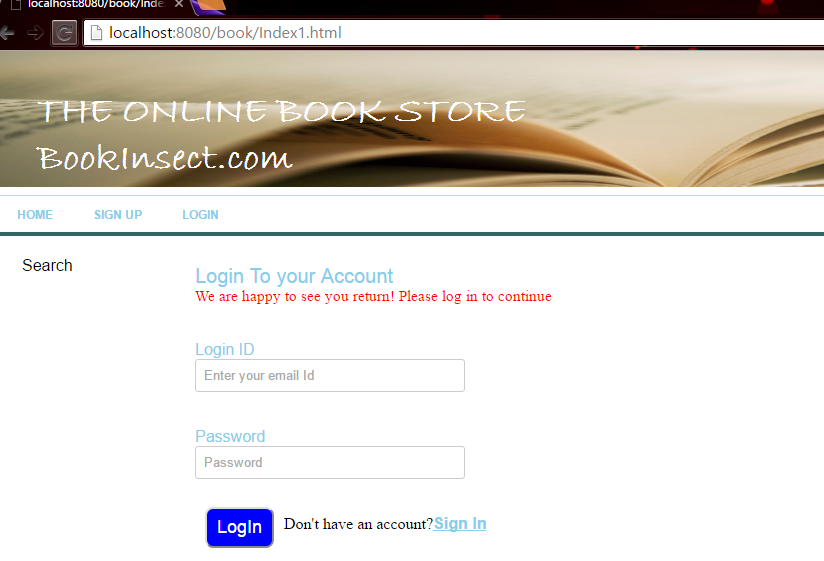 localhost:8080/book/Inde
localhost:8080/book/Index1.html
THE ONLINE BOOK STORE
BookInsect.com
HOME SIGN UP LOGIN
Search
Login To your Account
We are happy to see you return! Please log in to continue
Login ID
Enter your email Id
Password
Password
LogIn Don't have an account?Sign In